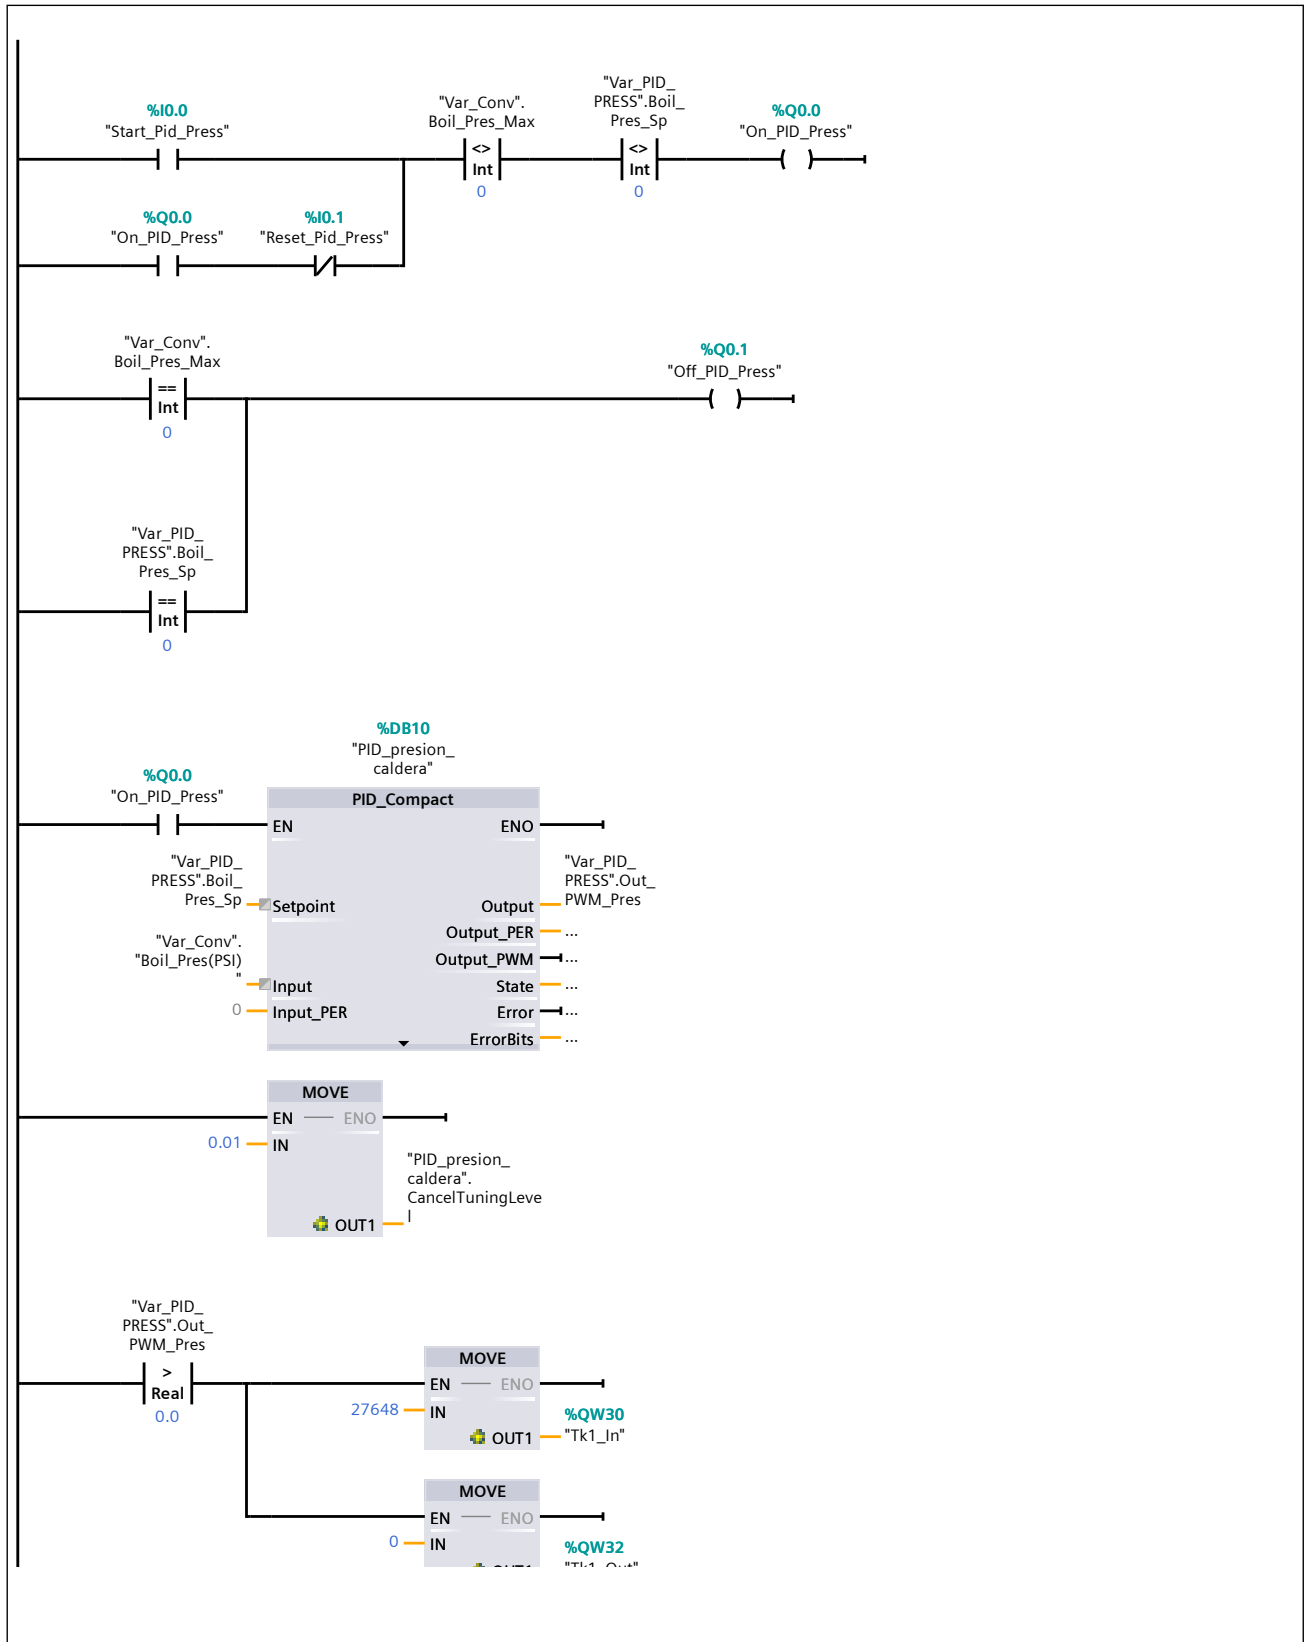 %I0.0
"Start_Pid_Press"
"Var_Conv".
Boil_Pres_Max
<>
Int
0
"Var_PID_
PRESS".Boil_
Pres_Sp
<>
Int
0
%Q0.0
"On_PID_Press"
%Q0.0
"On_PID_Press"
%I0.1
"Reset_Pid_Press"
"Var_Conv".
Boil_Pres_Max
==
Int
0
%Q0.1
"Off_PID_Press"
"Var_PID_
PRESS".Boil_
Pres_Sp
==
Int
0
%DB10
"PID_presion_
caldera"
%Q0.0
"On_PID_Press"
PID_Compact
EN
ENO
"Var_PID_
PRESS".Boil_
Pres_Sp
Setpoint
Output
"Var_PID_
PRESS".Out_
PWM_Pres
Output_PER
...
"Var_Conv".
"Boil_Pres(PSI)
"
Output_PWM
...
Input
State
...
0
Input_PER
Error
...
ErrorBits
...
MOVE
EN
ENO
0.01
IN
OUT1
"PID_presion_
caldera".
CancelTuningLeve
l
"Var_PID_
PRESS".Out_
PWM_Pres
>
Real
0.0
MOVE
EN
ENO
27648
IN
OUT1
%QW30
"Tk1_In"
MOVE
EN
ENO
0
IN
%QW32